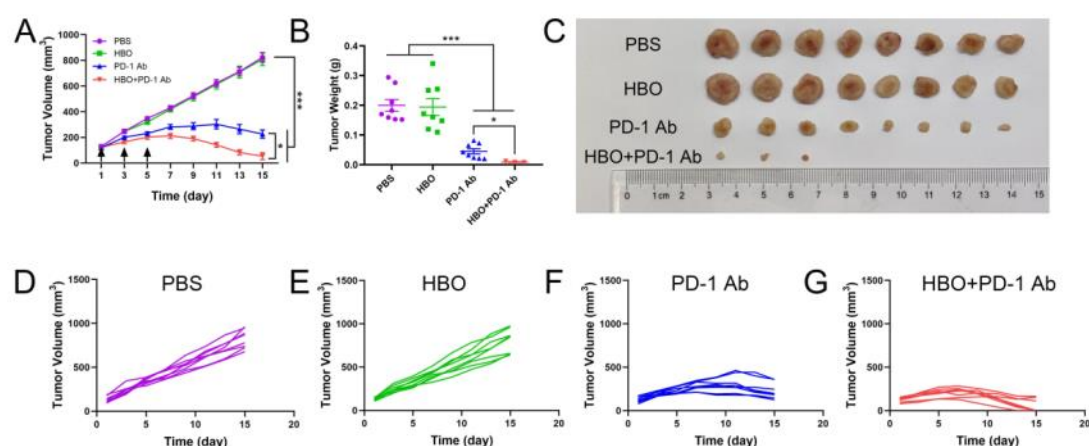 A
Tumor Volume (mm³)
1000
800
600
400
200
0
PBS
HBO
PD-1 Ab
HBO+PD-1 Ab
***
*
1 3 5 7 9 11 13 15
Time (day)
B
Tumor Weight (g)
0.4
0.3
0.2
0.1
0.0
***
*
PBS
HBO
PD-1 Ab
HBO+PD-1 Ab
C
PBS
HBO
PD-1 Ab
HBO+PD-1 Ab
0 1cm 2 3 4 5 6 7 8 9 10 11 12 13 14 15
D
PBS
Tumor Volume (mm³)
1500
1000
500
0
0 5 10 15 20
Time (day)
E
HBO
Tumor Volume (mm³)
1500
1000
500
0
0 5 10 15 20
Time (day)
F
PD-1 Ab
Tumor Volume (mm³)
1500
1000
500
0
0 5 10 15 20
Time (day)
G
HBO+PD-1 Ab
Tumor Volume (mm³)
1500
1000
500
0
0 5 10 15 20
Time (day)